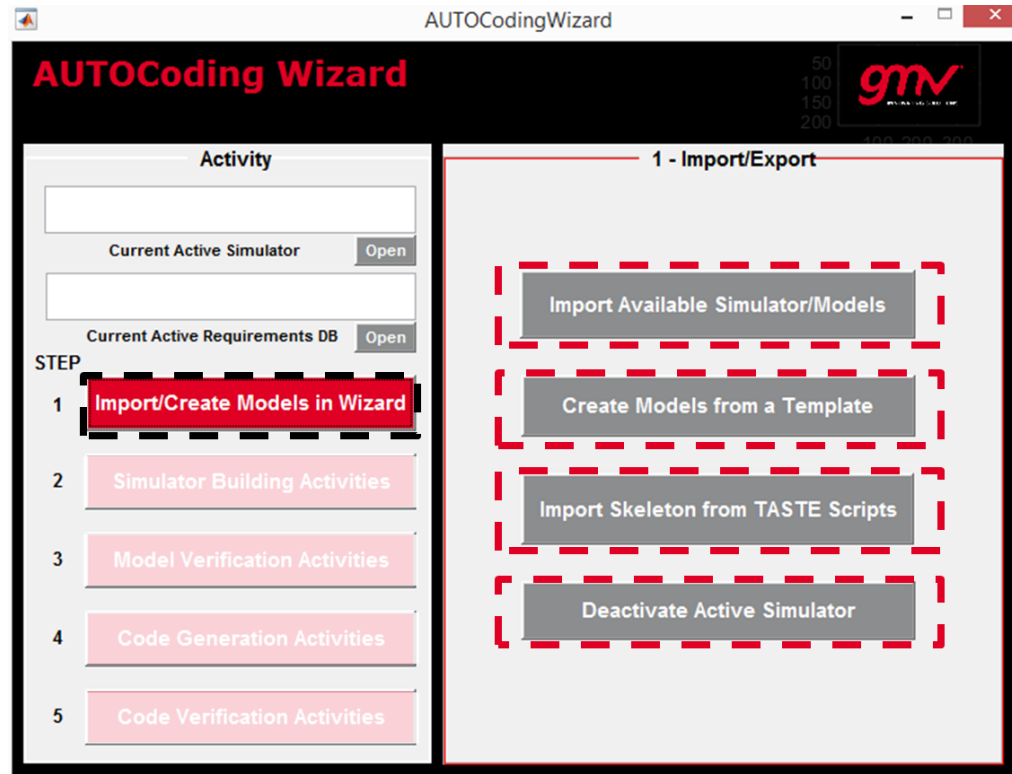 AUTOCodingWizard
AUTOCoding Wizard
50
100
150
200
100 200 300
gmv
Activity
Current Active Simulator
Open
Current Active Requirements DB
Open
STEP
1 Import/Create Models in Wizard
2 Simulator Building Activities
3 Model Verification Activities
4 Code Generation Activities
5 Code Verification Activities
1 - Import/Export
Import Available Simulator/Models
Create Models from a Template
Import Skeleton from TASTE Scripts
Deactivate Active Simulator